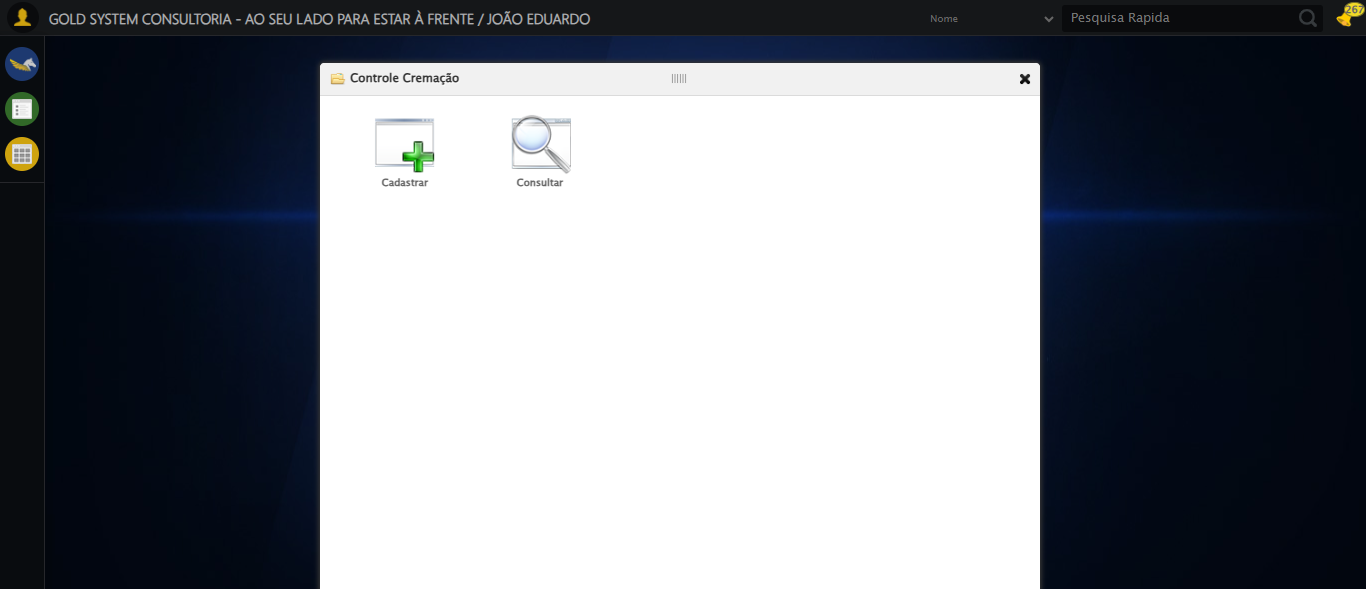 GOLD SYSTEM CONSULTORIA - AO SEU LADO PARA ESTAR À FRENTE / JOÃO EDUARDO
Nome
Pesquisa Rapida
267
Controle Cremação
Cadastrar
Consultar